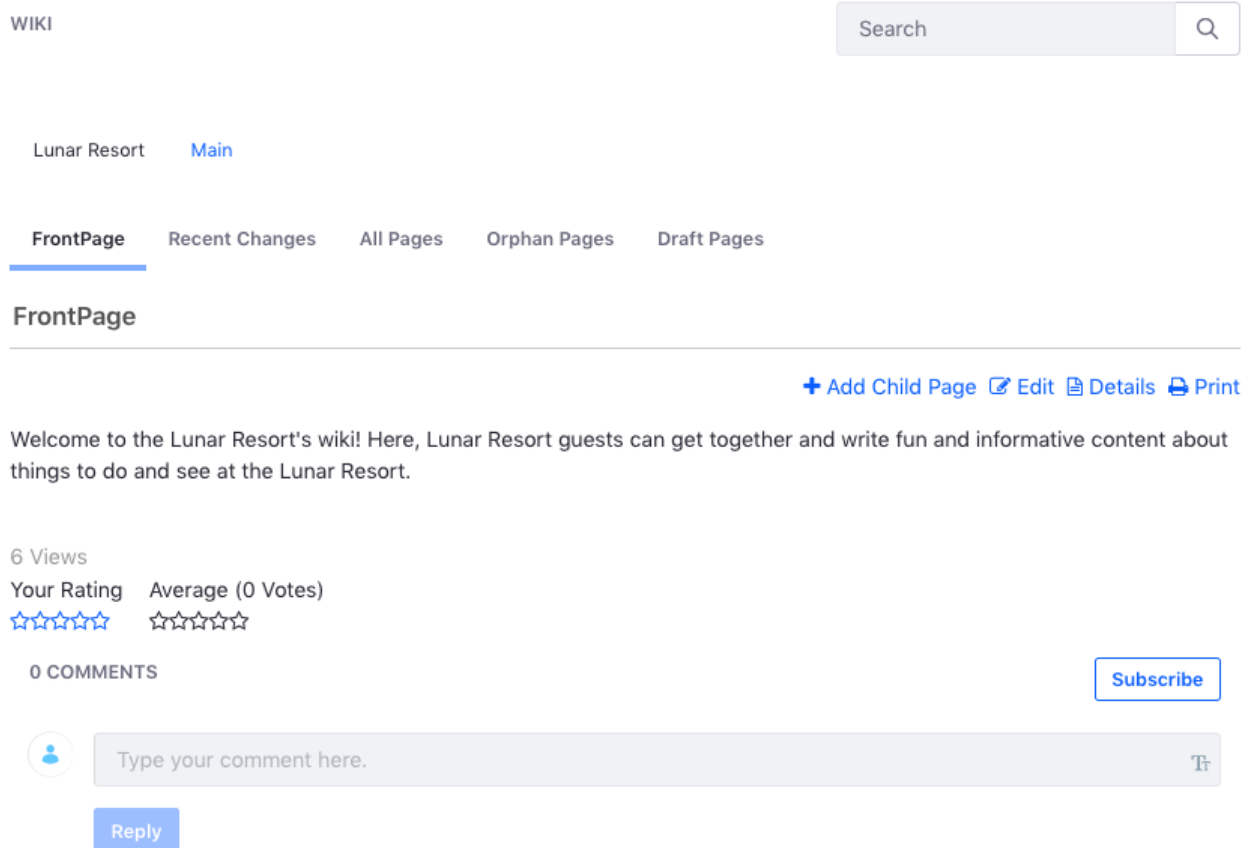 WIKI
Search
Lunar Resort Main
FrontPage Recent Changes All Pages Orphan Pages Draft Pages
FrontPage
Add Child Page Edit Details Print
Welcome to the Lunar Resort's wiki! Here, Lunar Resort guests can get together and write fun and informative content about
things to do and see at the Lunar Resort.
6 Views
Your Rating Average (0 Votes)
0 COMMENTS
Subscribe
Type your comment here.
Reply